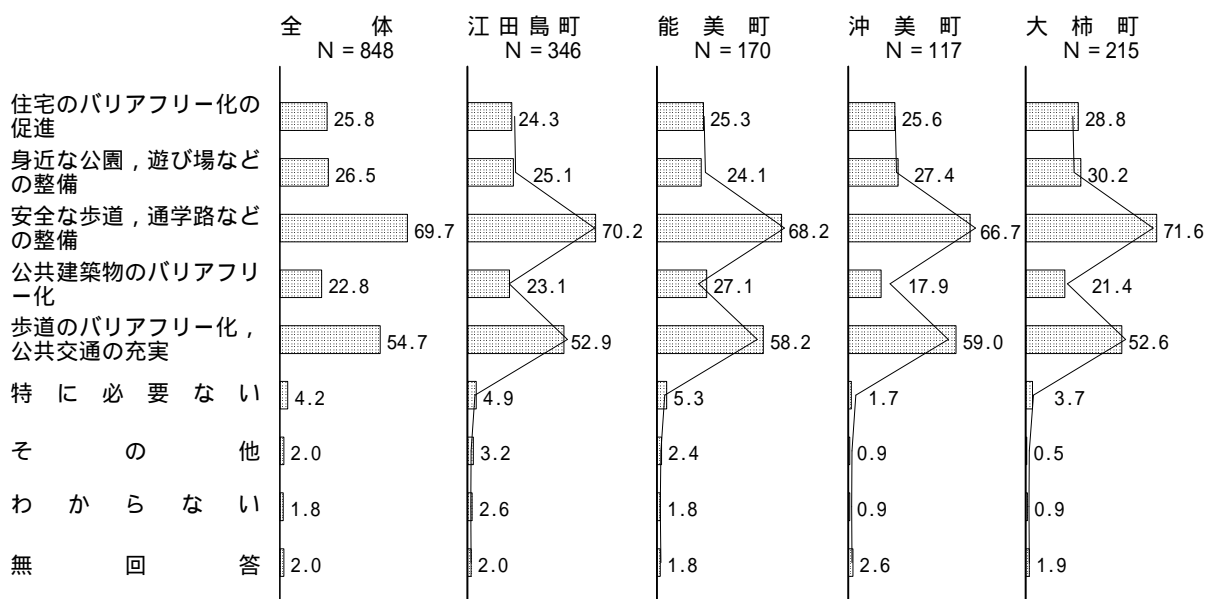 全体 江田島町 能美町 沖美町 大柿町
N = 848 N = 346 N = 170 N = 117 N = 215
住宅のバリアフリー化の
促進 25.8 24.3 25.3 25.6 28.8
身近な公園，遊び場など
の整備 26.5 25.1 24.1 27.4 30.2
安全な歩道，通学路など
の整備 69.7 70.2 68.2 66.7 71.6
公共建築物のバリアフリ
ー化 22.8 23.1 27.1 17.9 21.4
歩道のバリアフリー化，
公共交通の充実 54.7 52.9 58.2 59.0 52.6
特に必要ない 4.2 4.9 5.3 1.7 3.7
その他 2.0 3.2 2.4 0.9 0.5
わからない 1.8 2.6 1.8 0.9 0.9
無回答 2.0 2.0 1.8 2.6 1.9